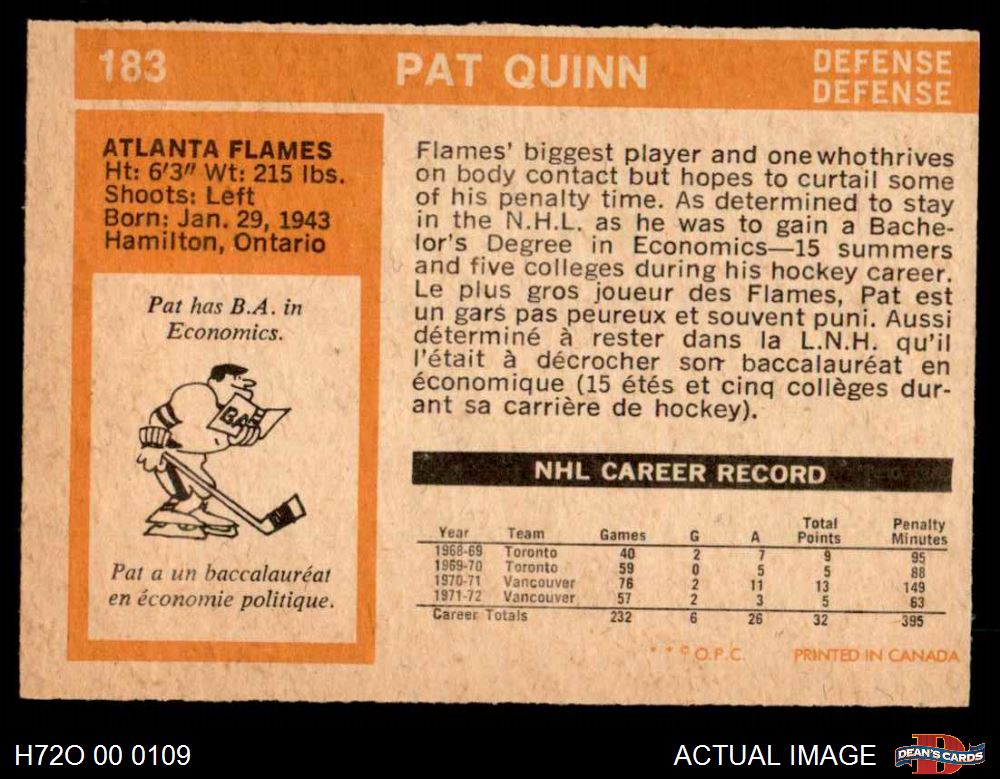 183
PAT QUINN
DEFENSE
DEFENSE
ATLANTA FLAMES
Ht: 6'3" Wt: 215 lbs.
Shoots: Left
Born: Jan. 29, 1943
Hamilton, Ontario
Pat has B.A. in
Economics.
BA
Pat a un baccalauréat
en économie politique.
Flames' biggest player and one who thrives
on body contact but hopes to curtail some
of his penalty time. As determined to stay
in the N.H.L. as he was to gain a Bache-
lor's Degree in Economics—15 summers
and five colleges during his hockey career.
Le plus gros joueur des Flames, Pat est
un gars pas peureux et souvent puni. Aussi
déterminé à rester dans la L.N.H. qu'il
l'était à décrocher son baccalauréat en
économique (15 étés et cinq collèges dur-
ant sa carrière de hockey).
NHL CAREER RECORD
Year Team Games G A Total Points Penalty Minutes
1968-69 Toronto 40 2 7 9 95
1969-70 Toronto 59 0 5 5 88
1970-71 Vancouver 76 2 11 13 149
1971-72 Vancouver 57 2 3 5 63
Career Totals 232 6 26 32 395
* * © O.P.C. PRINTED IN CANADA
H72O 00 0109
ACTUAL IMAGE
DEAN'S CARDS